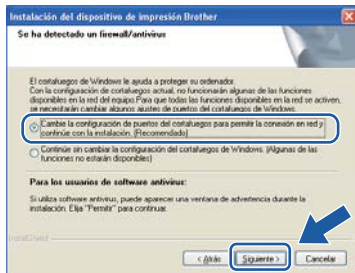 Instalación del dispositivo de impresión Brother
Se ha detectado un firewall/antivirus
El cortafuegos de Windows le ayuda a proteger su ordenador.
Con la configuración de cortafuegos actual, no funcionarán algunas de las funciones
disponibles en la red del equipo.Para que todas las funciones disponibles en la red se activen,
se necesitarán cambiar algunos ajustes de puertos del cortafuegos de Windows.
Cambie la configuración de puertos del cortafuegos para permitir la conexión en red y
continúe con la instalación. (Recomendado)
Continúe sin cambiar la configuración del cortafuegos de Windows. (Algunas de las
funciones no estarán disponibles)
Para los usuarios de software antivirus:
Si utiliza software antivirus, puede aparecer una ventana de advertencia durante la
instalación. Elija "Permitir" para continuar.
InstallShield
< Atrás Siguiente > Cancelar